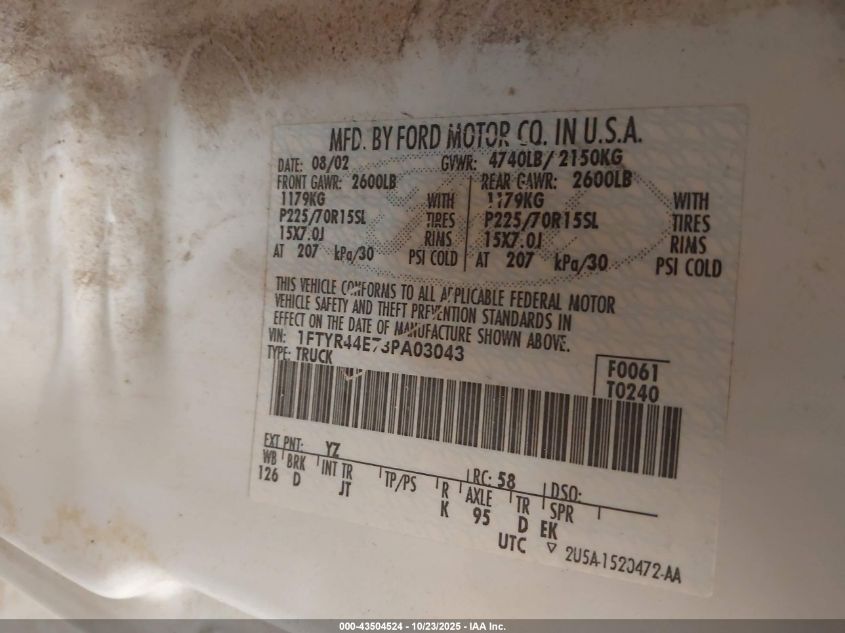 MFD. BY FORD MOTOR CO. IN U.S.A.
DATE: 08/02 GVWR: 4740LB/ 2150KG
FRONT GAWR: 2600LB REAR GAWR: 2600LB
1179KG WITH 1179KG WITH
P225/70R15SL TIRES P225/70R15SL TIRES
15X7.0J RIMS 15X7.0J RIMS
AT 207 kPa/30 PSI COLD AT 207 kPa/30 PSI COLD
THIS VEHICLE CONFORMS TO ALL APPLICABLE FEDERAL MOTOR
VEHICLE SAFETY AND THEFT PREVENTION STANDARDS IN
EFFECT ON THE DATE OF MANUFACTURE SHOWN ABOVE.
VIN: 1FTYR44E73PA03043
TYPE: TRUCK
F0061
T0240
EXT PNT: YZ RC: 58 DSO:
WB BRK INT TR TP/PS R AXLE TR SPR
126 D JT K 95 D EK
UTC 2USA-1520472-AA
000-43504524 | 10/23/2025 - IAA Inc.